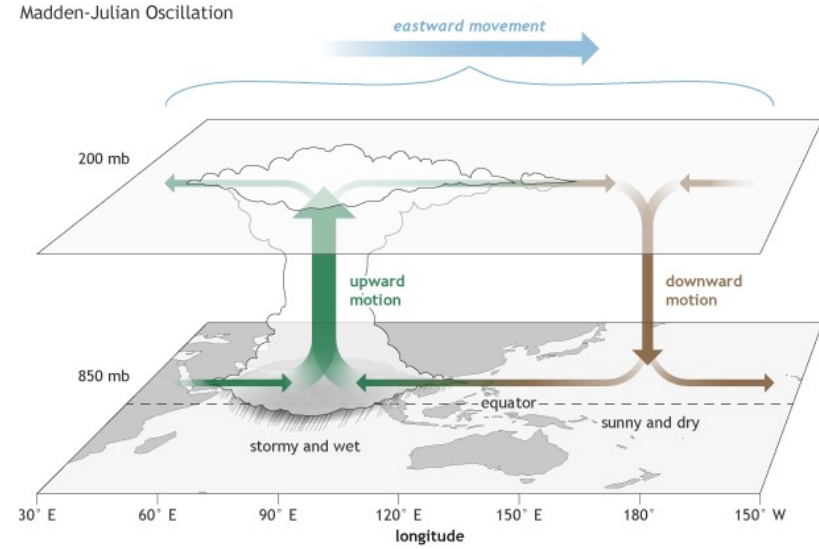 Madden-Julian Oscillation
eastward movement
200 mb
upward
motion
downward
motion
850 mb
equator
sunny and dry
stormy and wet
30° E
60° E
90° E
120° E
150° E
180°
150° W
longitude